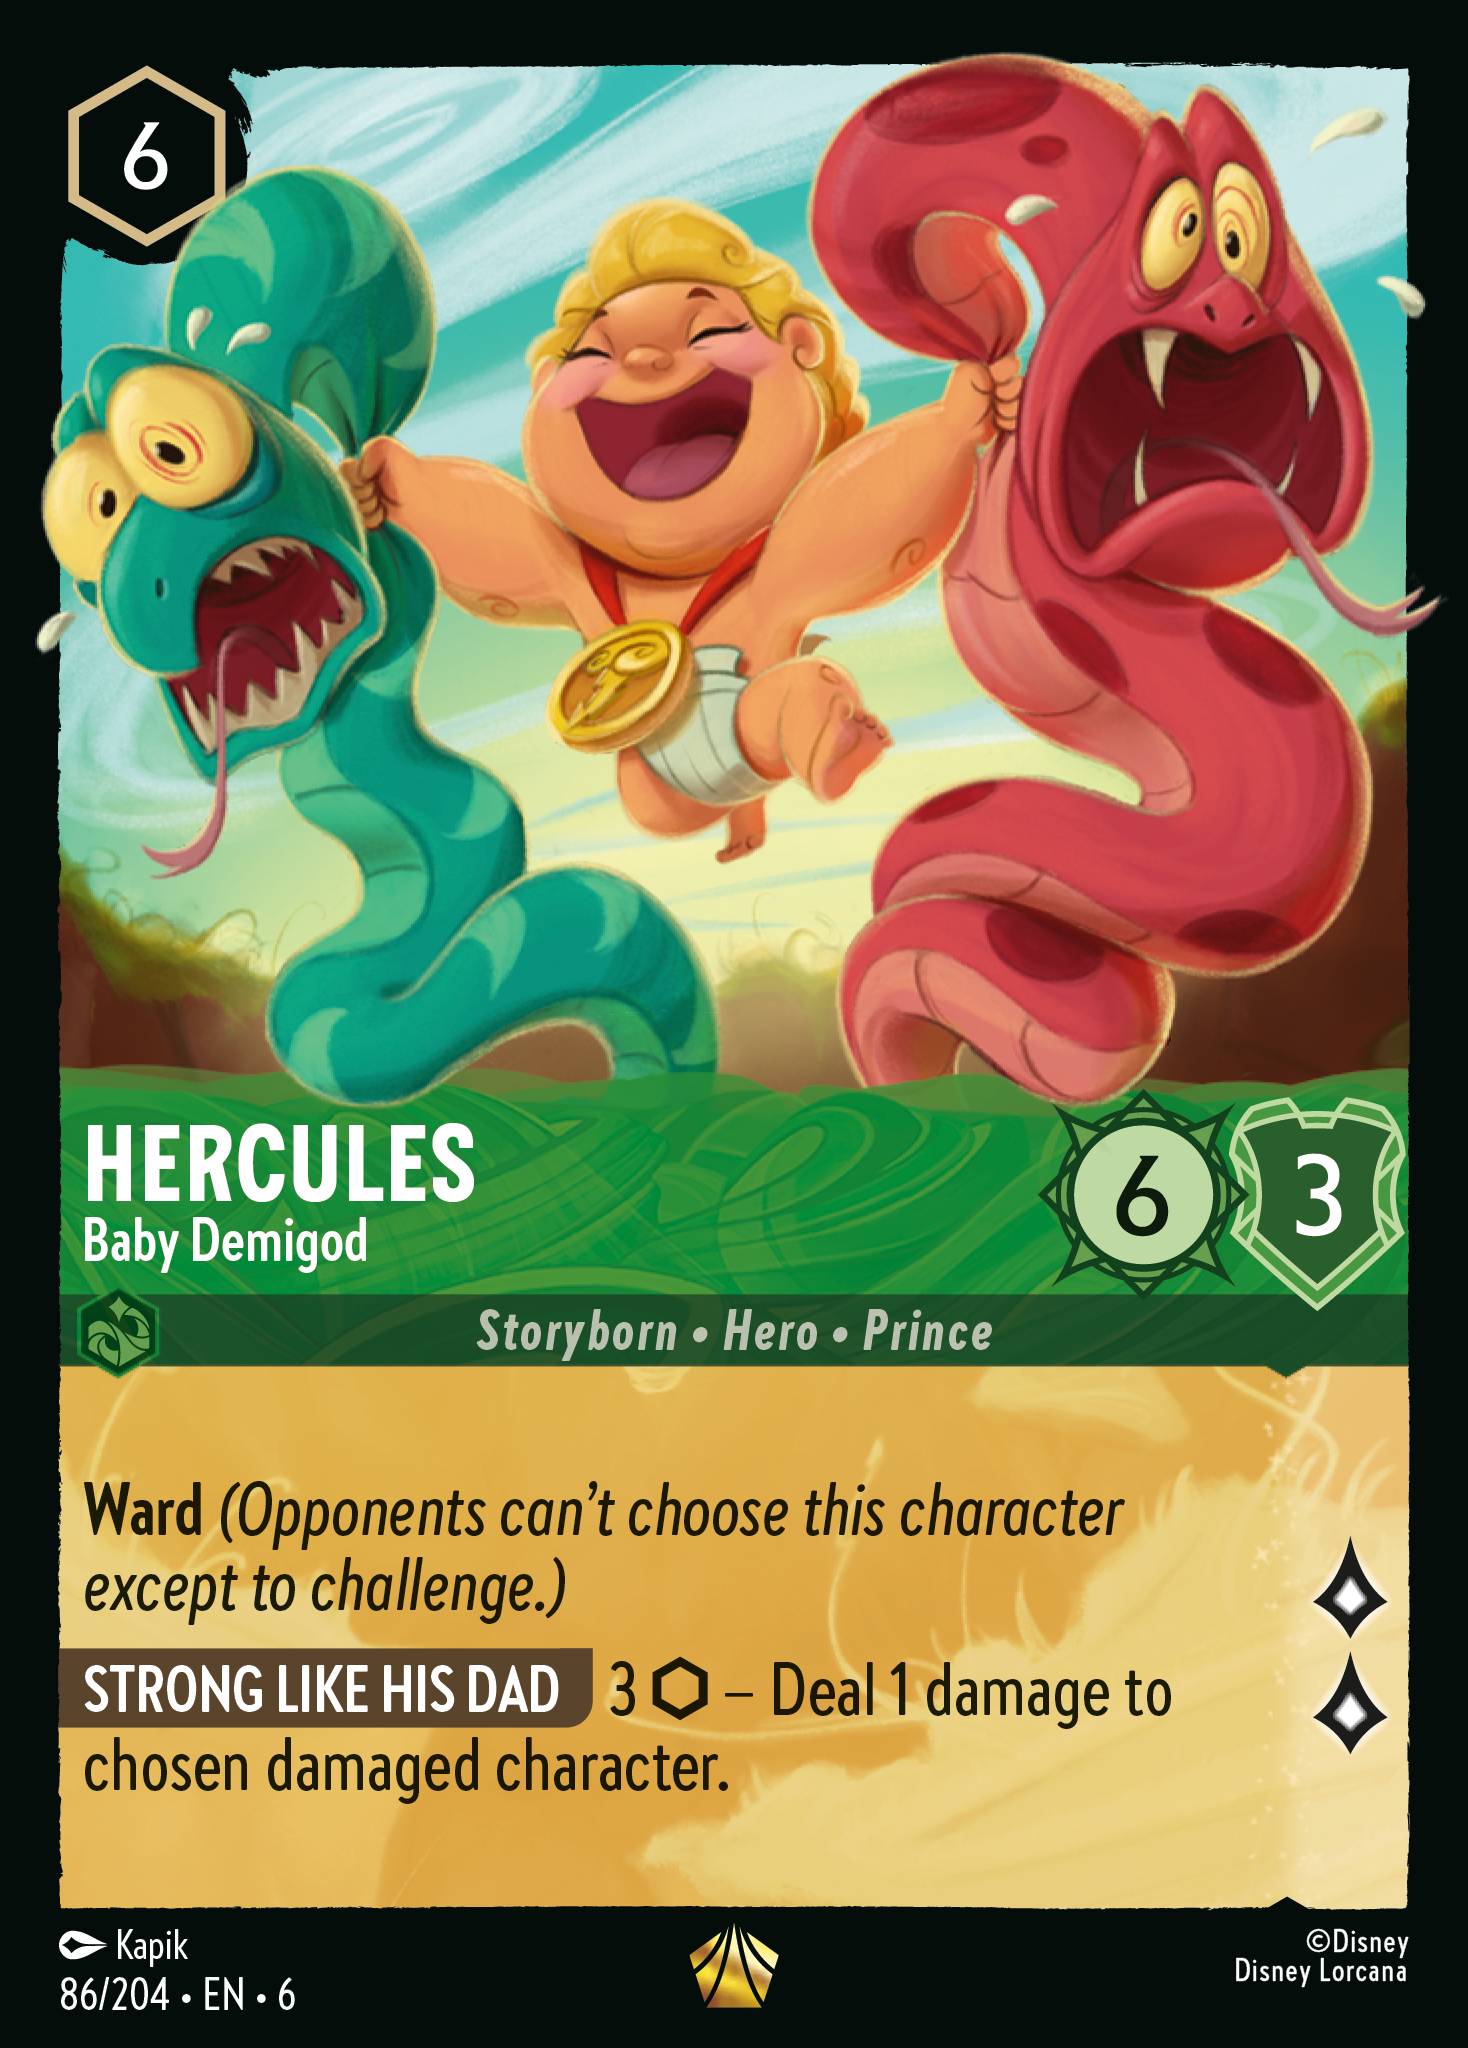 6
HERCULES
Baby Demigod
6 3
Storyborn • Hero • Prince
Ward (Opponents can't choose this character
except to challenge.)
STRONG LIKE HIS DAD 3 ⬡ – Deal 1 damage to
chosen damaged character.
Kapik
86/204 • EN • 6
©Disney
Disney Lorcana